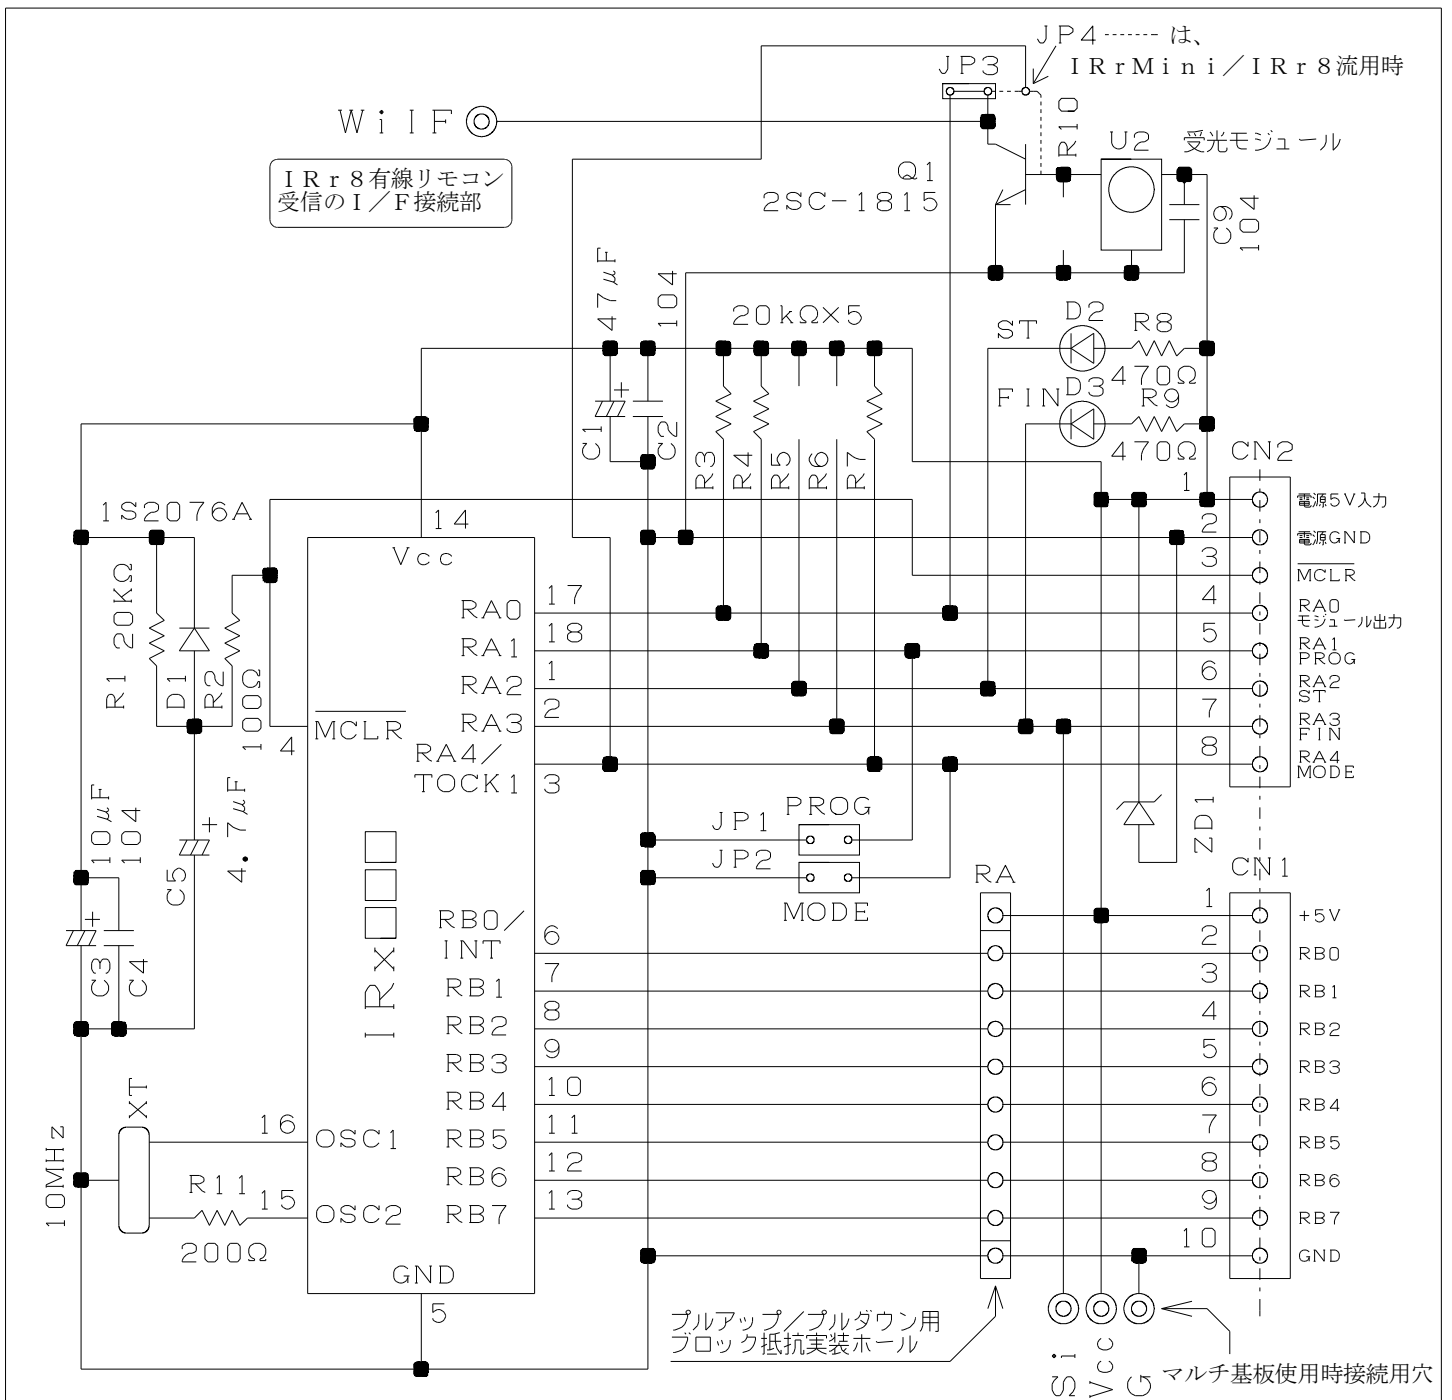 JP4------- は、
IRrMini／IRr8流用時
JP3
WiIF
R10
U2
受光モジュール
IRr8有線リモコン
受信のI／F接続部
Q1
2SC-1815
C9
104
47μF
104
20kΩ×5
ST
D2
R8
470Ω
FIN
D3
R9
470Ω
C1
C2
R3
R4
R5
R6
R7
CN2
1
電源5V入力
2
電源GND
3
MCLR
4
RA0
モジュール出力
5
RA1
PROG
6
RA2
ST
7
RA3
FIN
8
RA4
MODE
1S2076A
14
Vcc
R1
20KΩ
D1
R2
100Ω
RA0
17
RA1
18
RA2
1
RA3
2
MCLR
4
RA4/
TOCK1
3
10μF
104
C5
4.7μF
+
+
+
C3
C4
JP1
PROG
JP2
MODE
ZD1
RA
CN1
IRx□□□
RB0/
INT
6
RB1
7
RB2
8
RB3
9
RB4
10
RB5
11
RB6
12
RB7
13
1
+5V
2
RB0
3
RB1
4
RB2
5
RB3
6
RB4
7
RB5
8
RB6
9
RB7
10
GND
XT
10MHz
16
OSC1
R11
15
OSC2
200Ω
GND
5
プルアップ／プルダウン用
ブロック抵抗実装ホール
Si
Vcc
G
マルチ基板使用時接続用穴